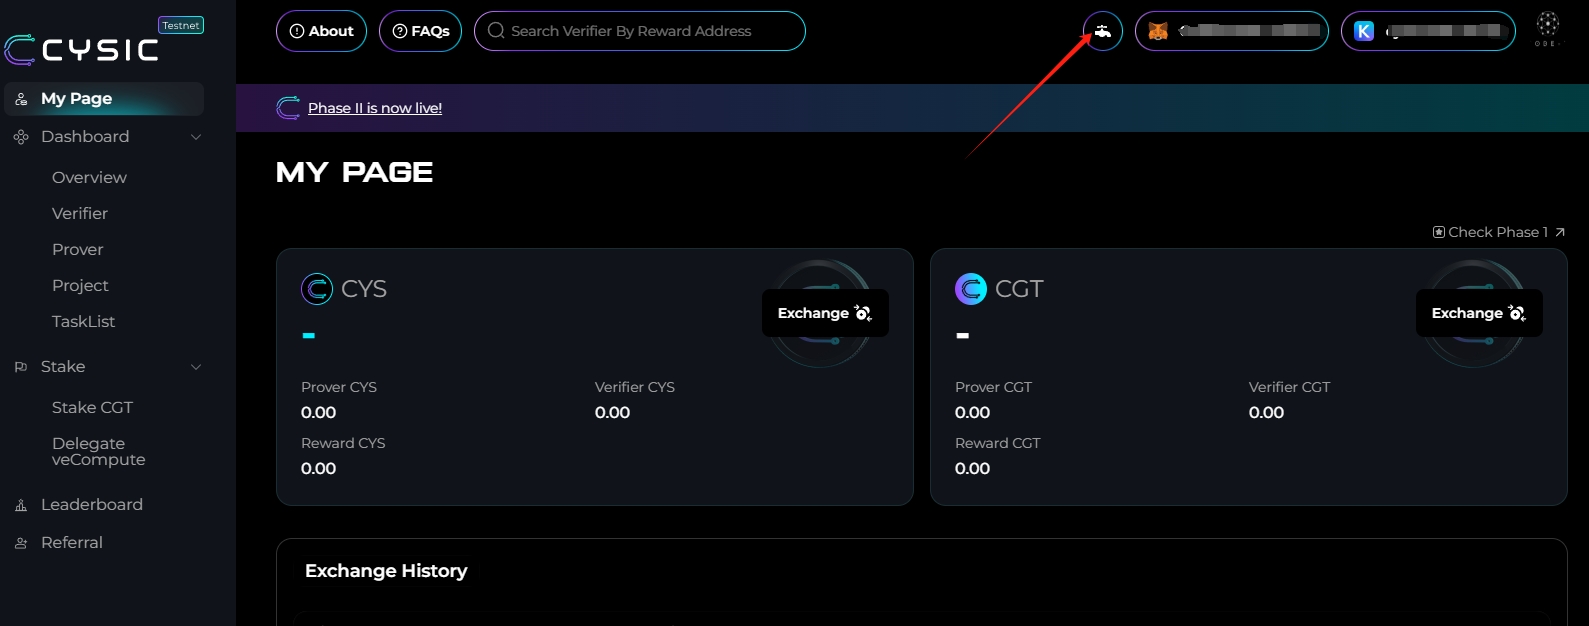 Testnet
CYSIC
My Page
Dashboard
Overview
Verifier
Prover
Project
TaskList
Stake
Stake CGT
Delegate
veCompute
Leaderboard
Referral
About
FAQs
Search Verifier By Reward Address
Phase II is now live!
MY PAGE
Check Phase 1
CYS
Exchange
-
Prover CYS
Verifier CYS
0.00
0.00
Reward CYS
0.00
CGT
Exchange
-
Prover CGT
Verifier CGT
0.00
0.00
Reward CGT
0.00
Exchange History